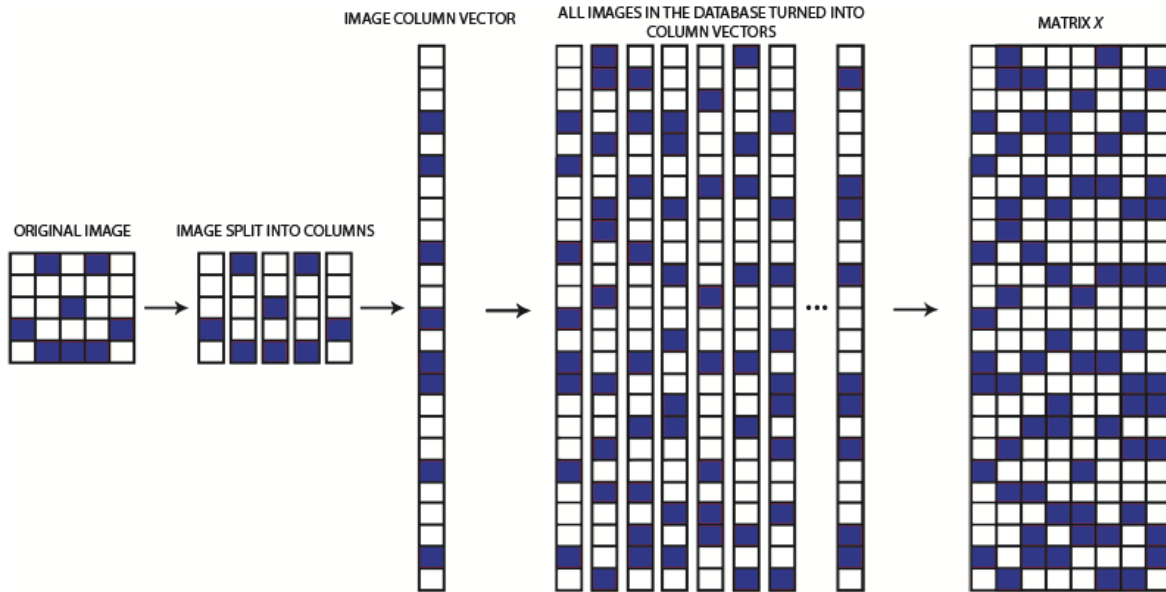 IMAGE COLUMN VECTOR
ALL IMAGES IN THE DATABASE TURNED INTO
COLUMN VECTORS
MATRIX X
ORIGINAL IMAGE
IMAGE SPLIT INTO COLUMNS
...